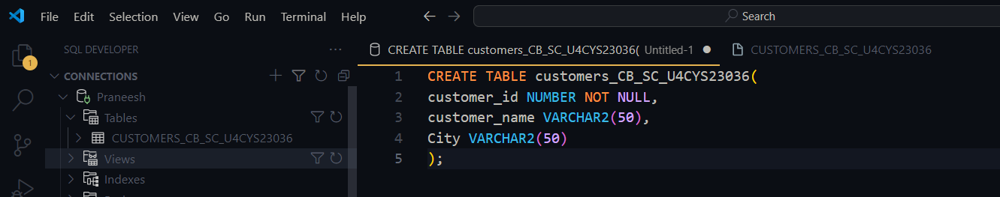 File Edit Selection View Go Run Terminal Help
Search
1
SQL DEVELOPER
CONNECTIONS
Praneesh
Tables
CUSTOMERS_CB_SC_U4CYS23036
Views
Indexes
CREATE TABLE customers_CB_SC_U4CYS23036( Untitled-1
CUSTOMERS_CB_SC_U4CYS23036
1 CREATE TABLE customers_CB_SC_U4CYS23036(
2 customer_id NUMBER NOT NULL,
3 customer_name VARCHAR2(50),
4 City VARCHAR2(50)
5 );